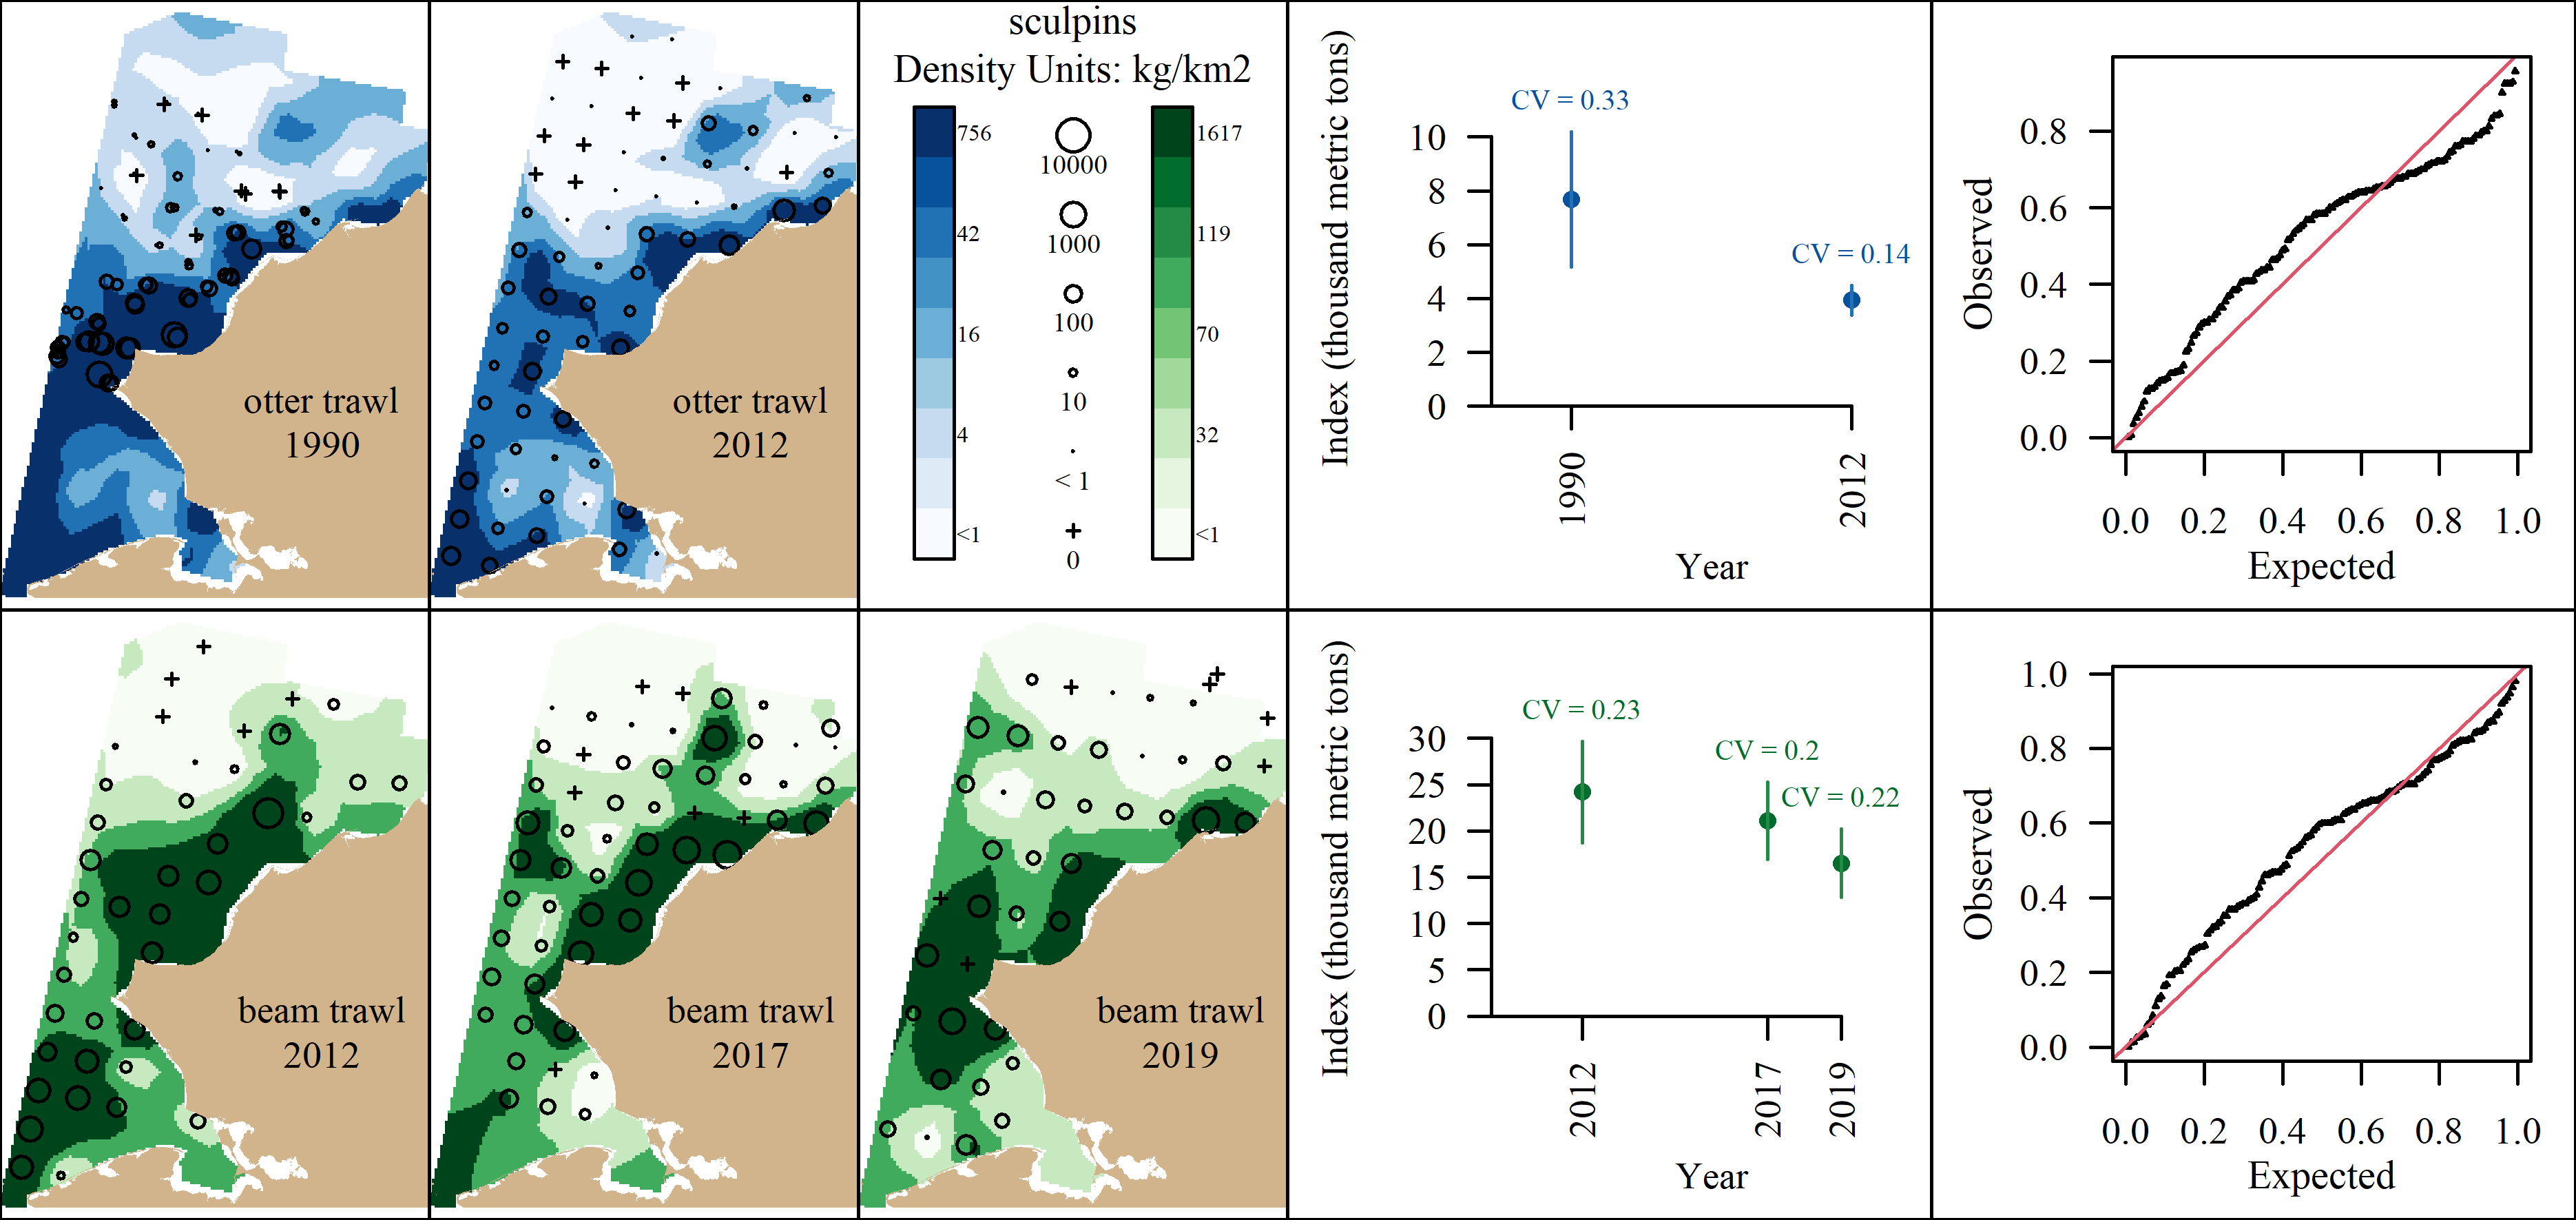 otter trawl
1990
otter trawl
2012
sculpins
Density Units: kg/km2
756
42
16
4
<1
10000
1000
100
10
< 1
0
1617
119
70
32
<1
Index (thousand metric tons)
10
8
6
4
2
0
CV = 0.33
CV = 0.14
1990
2012
Year
Observed
0.8
0.6
0.4
0.2
0.0
0.0 0.2 0.4 0.6 0.8 1.0
Expected
beam trawl
2012
beam trawl
2017
beam trawl
2019
Index (thousand metric tons)
30
25
20
15
10
5
0
CV = 0.23
CV = 0.2
CV = 0.22
2012
2017
2019
Year
Observed
1.0
0.8
0.6
0.4
0.2
0.0
0.0 0.2 0.4 0.6 0.8 1.0
Expected